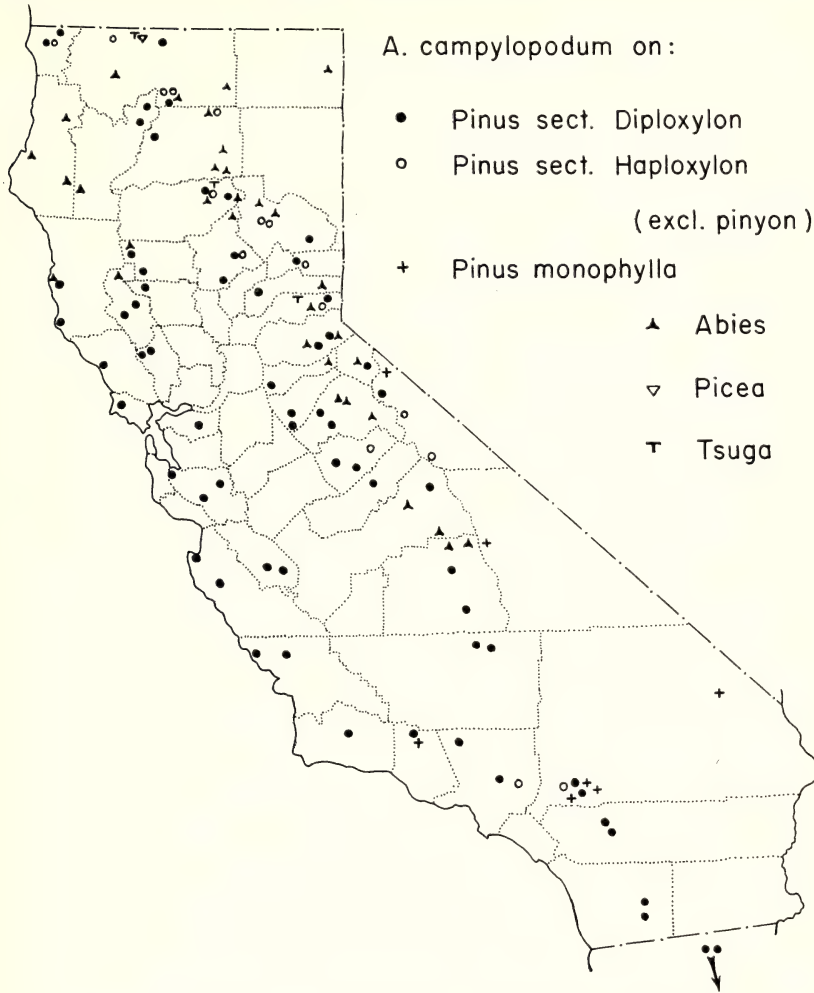 A. campylopodum on:
Pinus sect. Diploxylon
Pinus sect. Haploxylon
(excl. pinyon)
Pinus monophylla
Abies
Picea
Tsuga